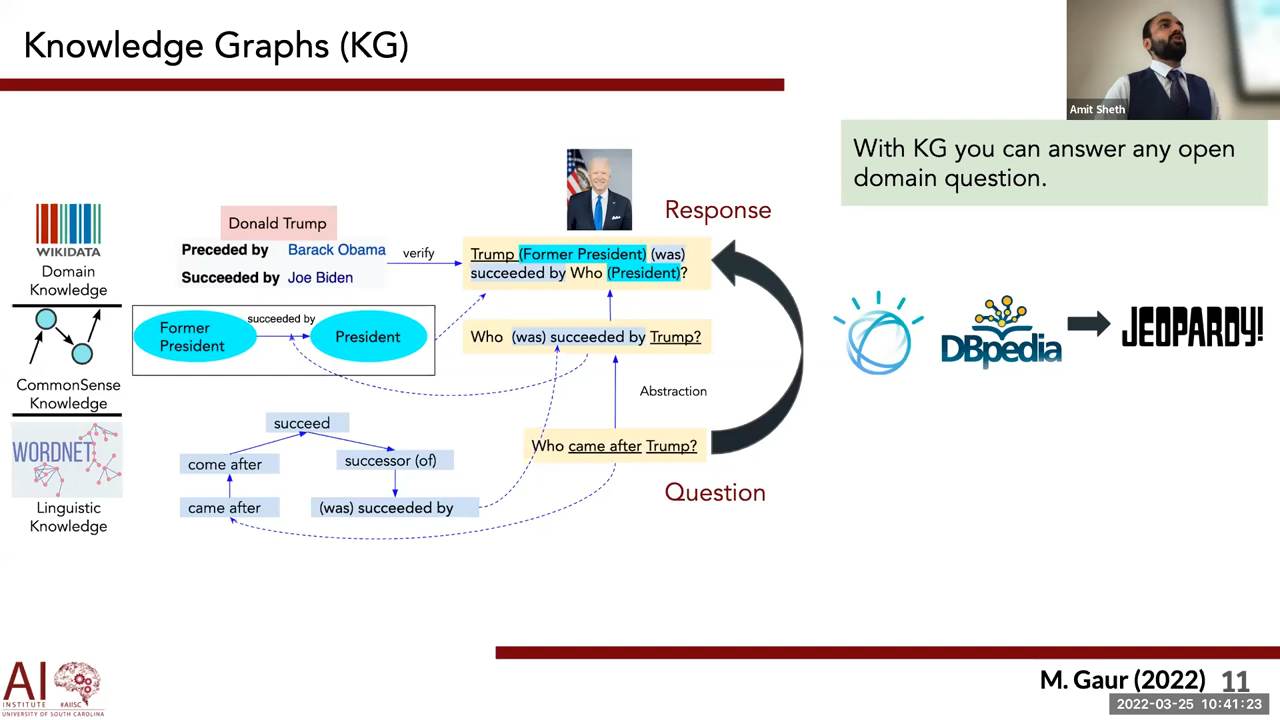 Knowledge Graphs (KG)
Amit Sheth
With KG you can answer any open
domain question.
WIKIDATA
Domain
Knowledge
Donald Trump
Preceded by Barack Obama
Succeeded by Joe Biden
verify
Response
Trump (Former President) (was)
succeeded by Who (President)?
CommonSense
Knowledge
Former
President
succeeded by
President
Who (was) succeeded by Trump?
Abstraction
Who came after Trump?
Question
WORDNET
Linguistic
Knowledge
succeed
come after
successor (of)
came after
(was) succeeded by
DBpedia
JEOPARDY!
AI
INSTITUTE
#AIISC
UNIVERSITY OF SOUTH CAROLINA
M. Gaur (2022)
11
2022-03-25 10:41:23